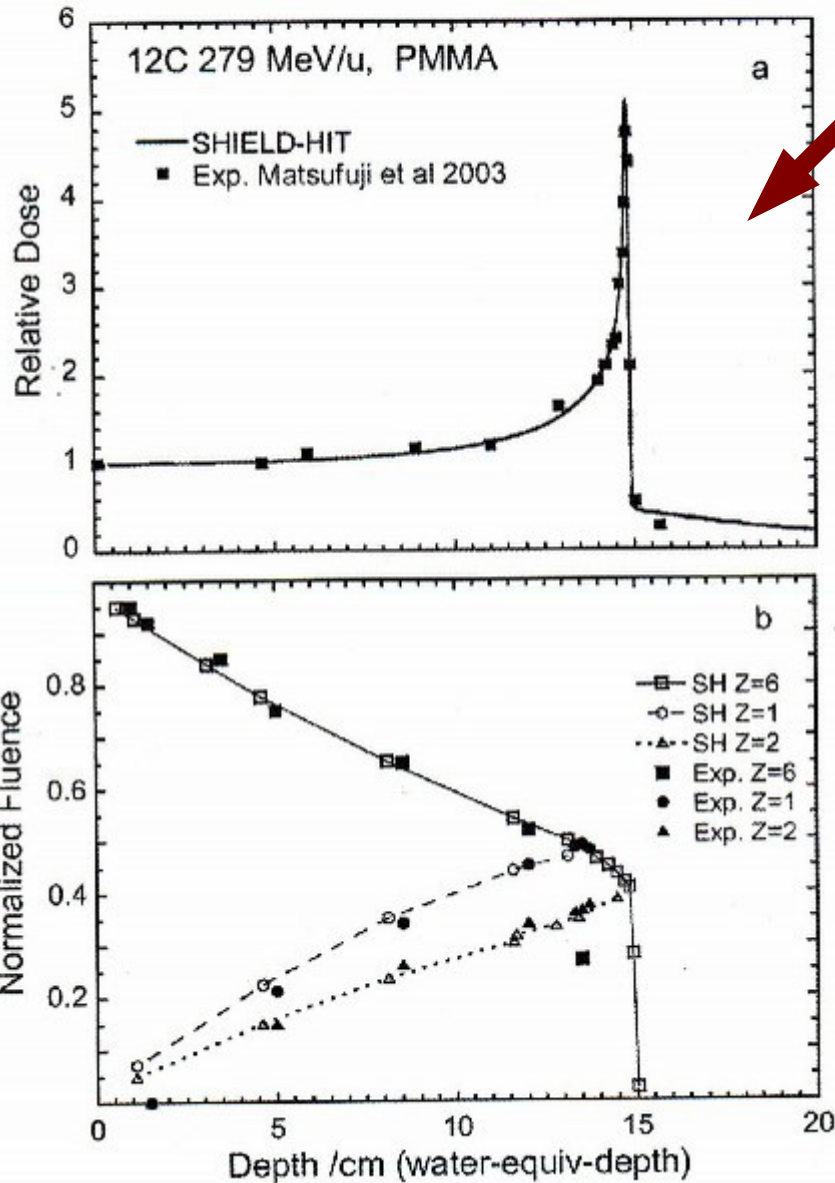 6
12C 279 MeV/u, PMMA
a
5
SHIELD-HIT
Exp. Matsufuji et al 2003
4
3
2
1
0
Relative Dose
b
SH Z=6
SH Z=1
SH Z=2
Exp. Z=6
Exp. Z=1
Exp. Z=2
0.8
0.6
0.4
0.2
Normalized Fluence
0 5 10 15 20
Depth /cm (water-equiv-depth)